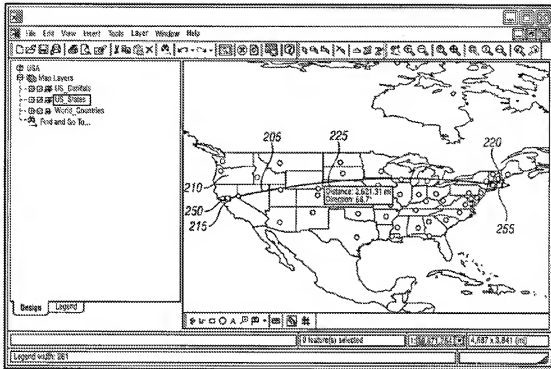 File Edit View Insert Tools Layer Window Help
USA
Map Layers
US_Capitals
US_States
World_Countries
Find and Go To...
205
225
220
210
Distance: 2,621.31 mi
Direction: 68.7°
250
215
255
Design
Legend
0 feature(s) selected
4,687 x 3,841 (mi)
Legend width: 281